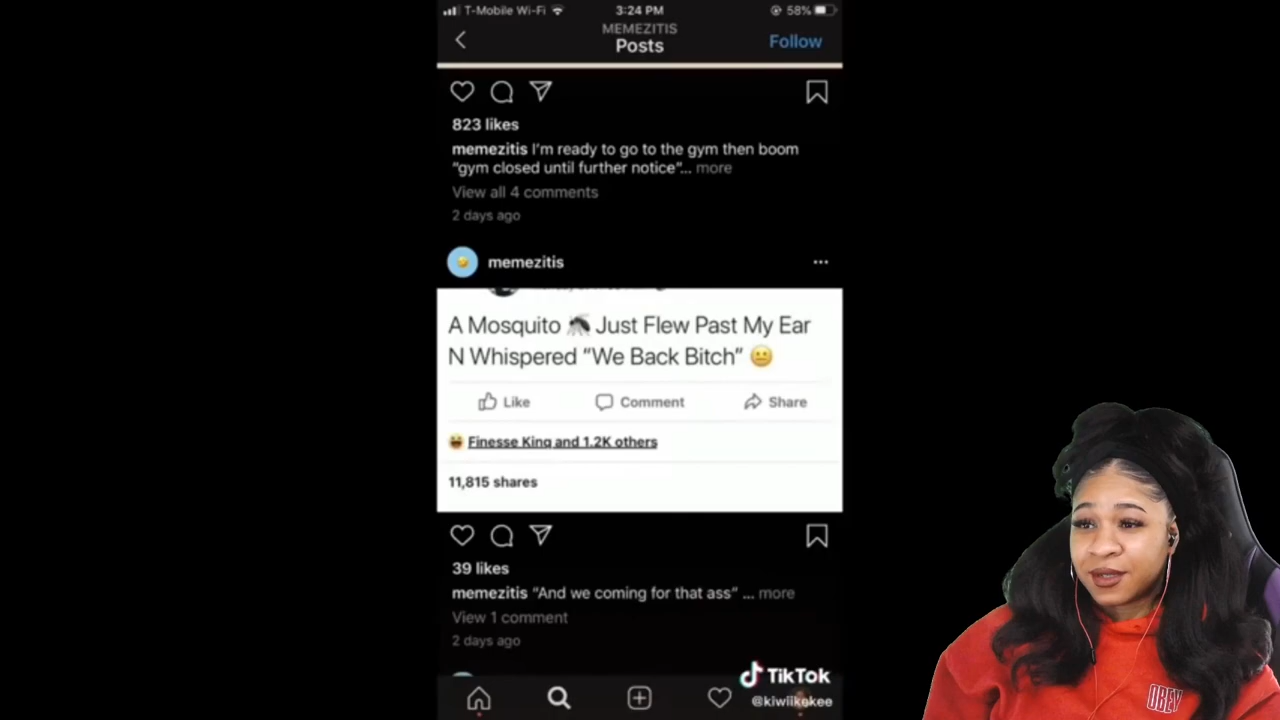 T-Mobile Wi-Fi
3:24 PM
58%
MEMEZITIS
Posts
Follow
823 likes
memezitis I'm ready to go to the gym then boom
"gym closed until further notice"... more
View all 4 comments
2 days ago
memezitis
A Mosquito 🦟 Just Flew Past My Ear
N Whispered "We Back Bitch" 😐
Like
Comment
Share
Finesse King and 1.2K others
11,815 shares
39 likes
memezitis "And we coming for that ass" ... more
View 1 comment
2 days ago
TikTok
@kiwiikekee
OBEY